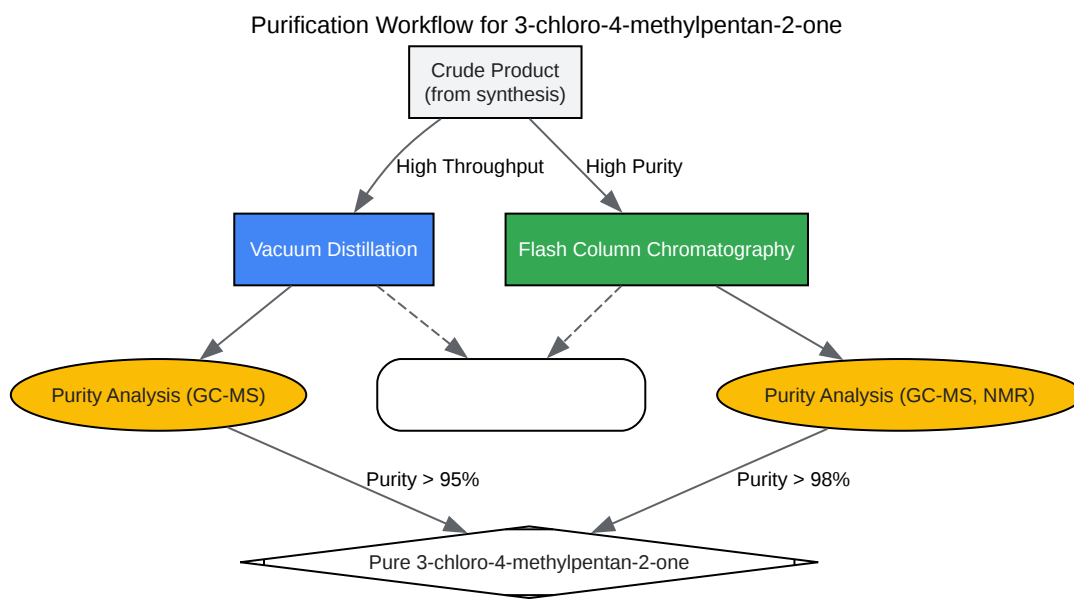 Purification Workflow for 3-chloro-4-methylpentan-2-one
Crude Product
(from synthesis)
High Throughput
High Purity
Vacuum Distillation
Flash Column Chromatography
Purity Analysis (GC-MS)
Purity Analysis (GC-MS, NMR)
Purity > 95%
Purity > 98%
Pure 3-chloro-4-methylpentan-2-one